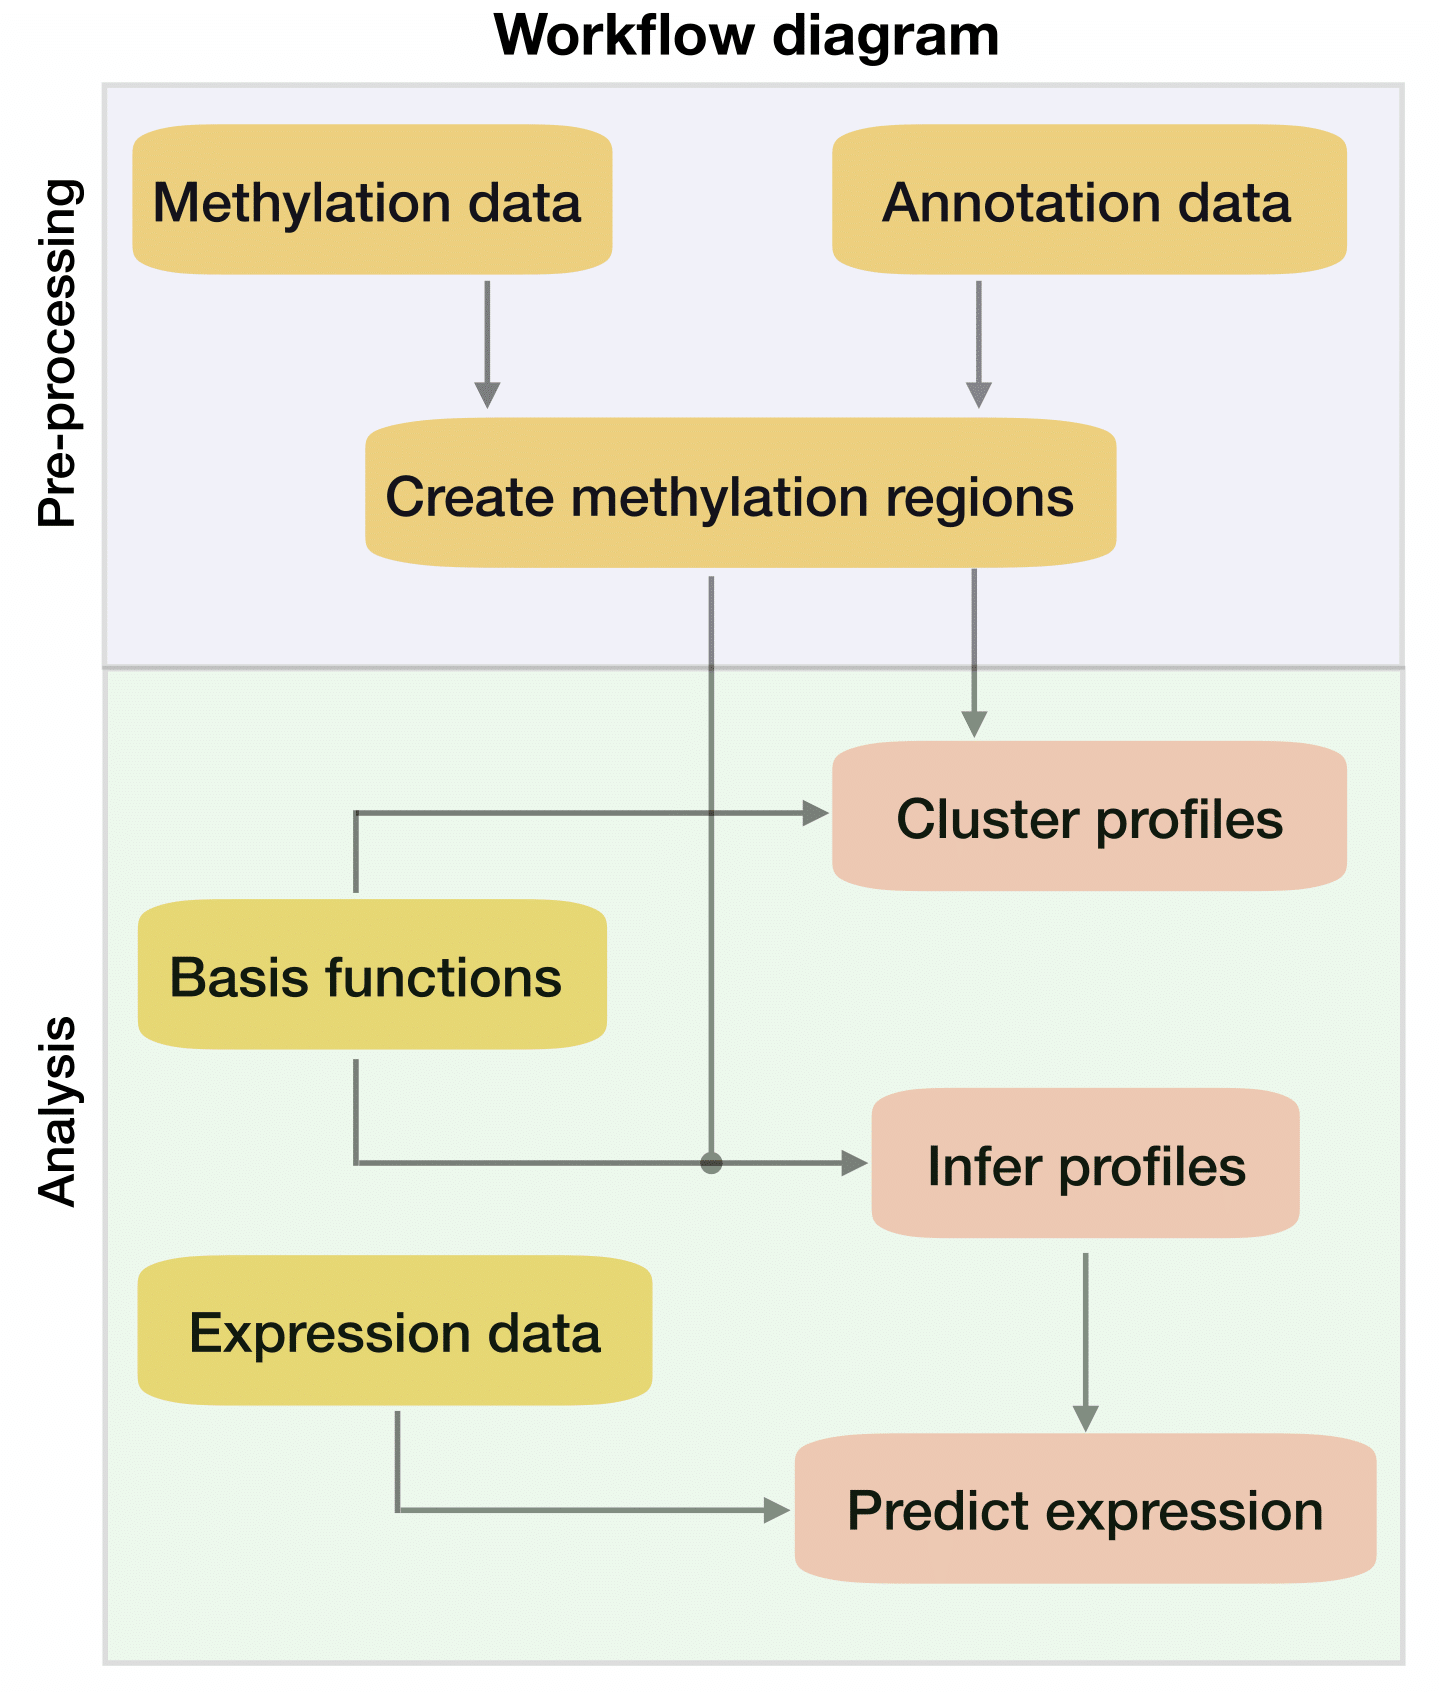 Workflow diagram
Pre-processing
Methylation data
Annotation data
Create methylation regions
Analysis
Cluster profiles
Basis functions
Infer profiles
Expression data
Predict expression